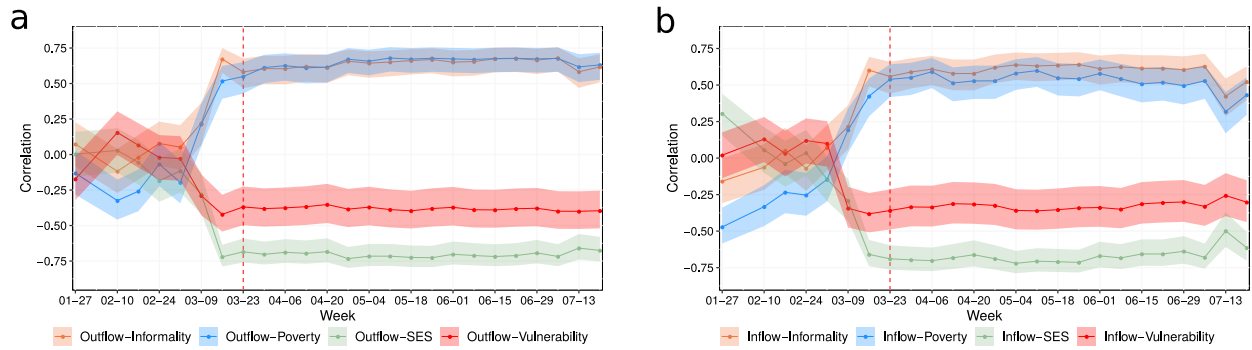 a
0.75
0.50
0.25
0.00
−0.25
−0.50
−0.75
Correlation
01−27 02−10 02−24 03−09 03−23 04−06 04−20 05−04 05−18 06−01 06−15 06−29 07−13
Week
Outflow−Informality Outflow−Poverty Outflow−SES Outflow−Vulnerability
b
0.75
0.50
0.25
0.00
−0.25
−0.50
−0.75
Correlation
01−27 02−10 02−24 03−09 03−23 04−06 04−20 05−04 05−18 06−01 06−15 06−29 07−13
Week
Inflow−Informality Inflow−Poverty Inflow−SES Inflow−Vulnerability